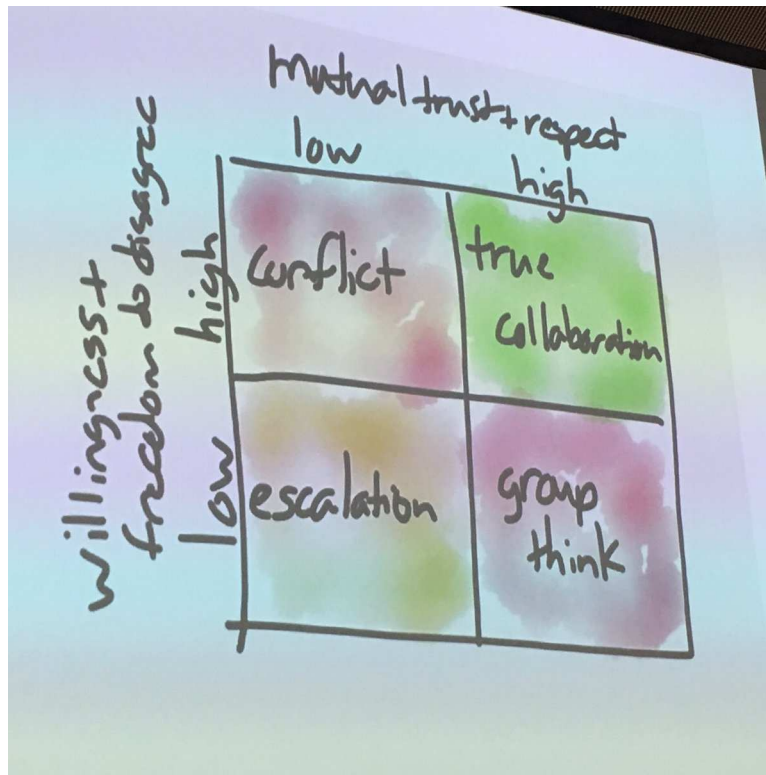 mutual trust + respect
low
high
willingness +
freedom to disagree
high
low
conflict
true
collaboration
escalation
group
think